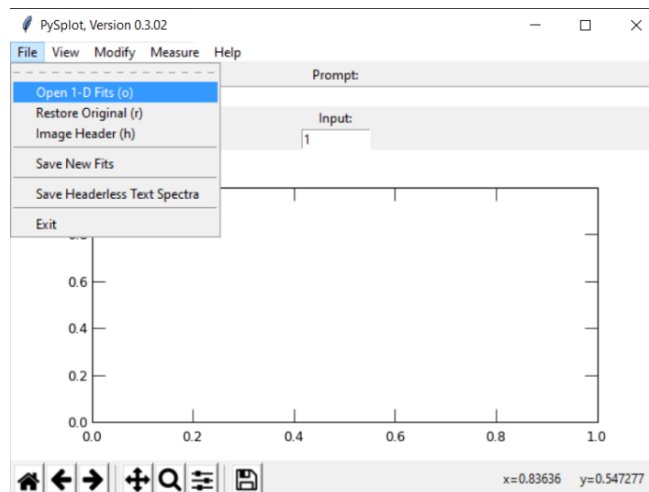 PySplot, Version 0.3.02
File View Modify Measure Help
Prompt:
Open 1-D Fits (o)
Restore Original (r)
Image Header (h)
Save New Fits
Save Headerless Text Spectra
Exit
Input:
1
0.6
0.4
0.2
0.0
0.0 0.2 0.4 0.6 0.8 1.0
x=0.83636 y=0.547277